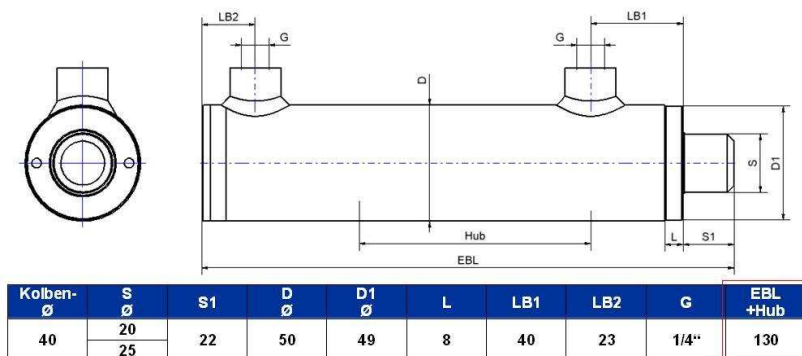 LB2
LB1
G
G
D
S
D1
Hub
L
S1
EBL
Kolben-Ø S Ø S1 D Ø D1 Ø L LB1 LB2 G EBL +Hub
40 20 22 50 49 8 40 23 1/4" 130
25